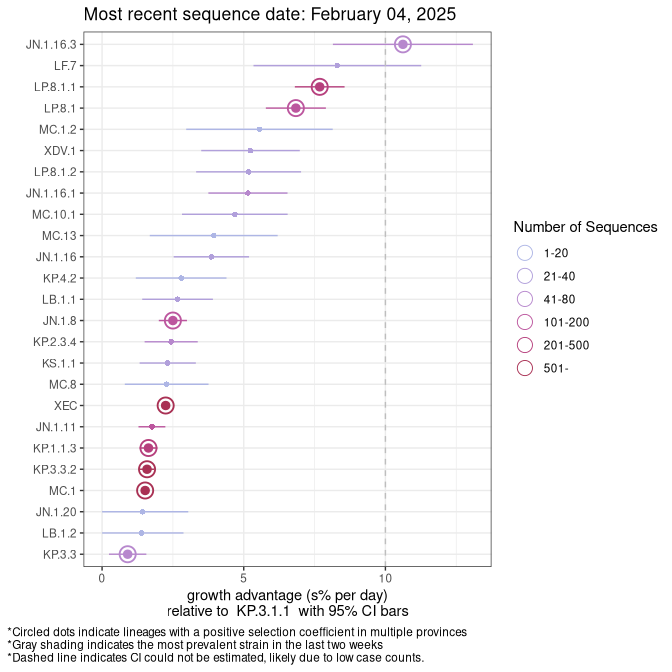 Most recent sequence date: February 04, 2025
JN.1.16.3
LF.7
LP.8.1.1
LP.8.1
MC.1.2
XDV.1
LP.8.1.2
JN.1.16.1
MC.10.1
MC.13
JN.1.16
KP.4.2
LB.1.1
JN.1.8
KP.2.3.4
KS.1.1
MC.8
XEC
JN.1.11
KP.1.1.3
KP.3.3.2
MC.1
JN.1.20
LB.1.2
KP.3.3
0 5 10
growth advantage (s% per day)
relative to KP.3.1.1 with 95% CI bars
Number of Sequences
1-20
21-40
41-80
101-200
201-500
501-
*Circled dots indicate lineages with a positive selection coefficient in multiple provinces
*Gray shading indicates the most prevalent strain in the last two weeks
*Dashed line indicates CI could not be estimated, likely due to low case counts.